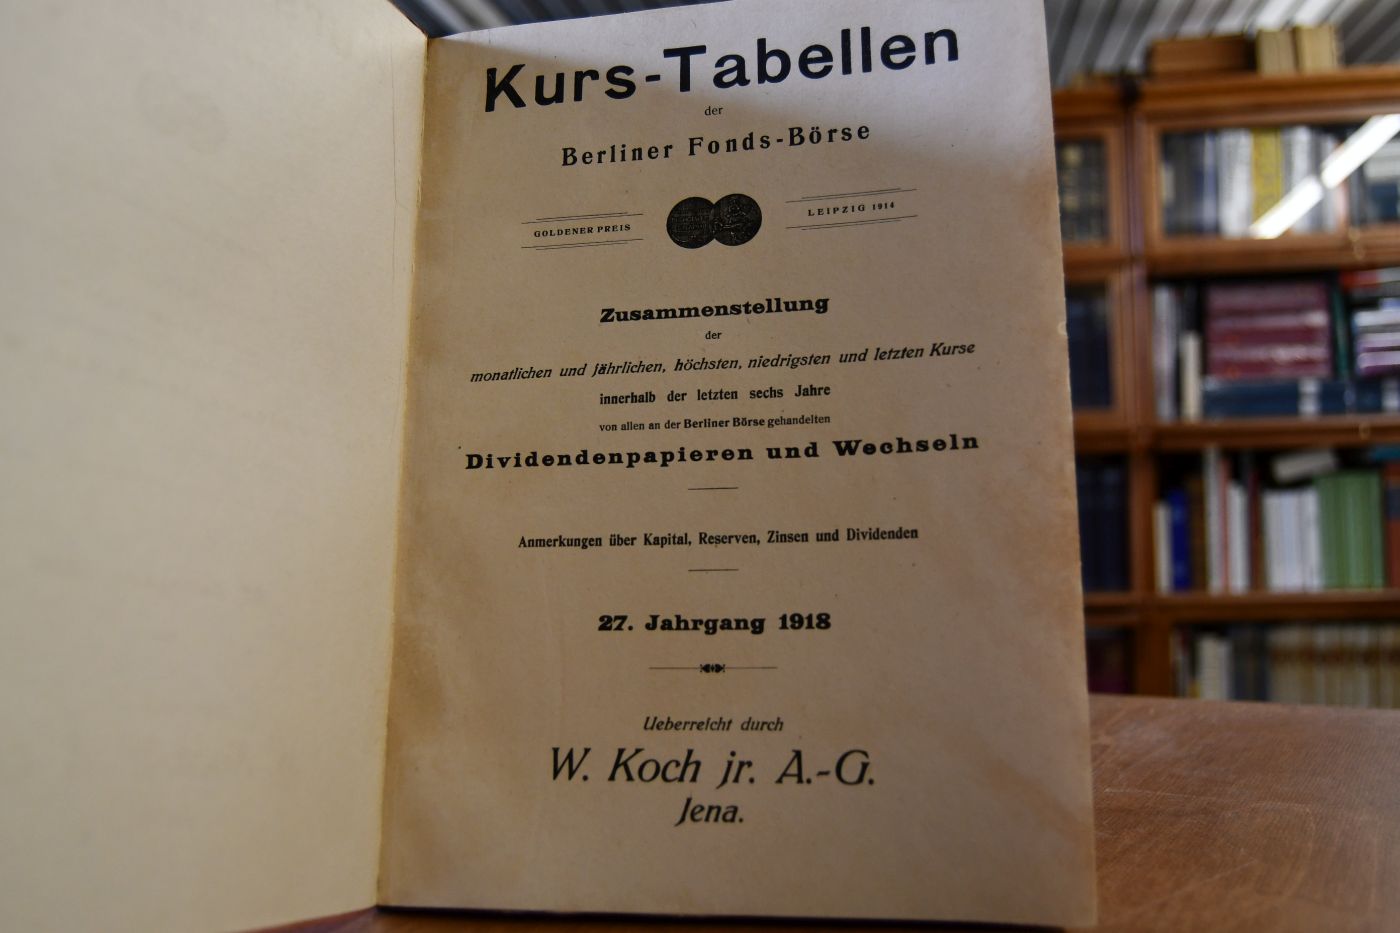 Kurs-Tabellen
der
Berliner Fonds-Börse
GOLDENER PREIS
LEIPZIG 1914
Zusammenstellung
der
monatlichen und jährlichen, höchsten, niedrigsten und letzten Kurse
innerhalb der letzten sechs Jahre
von allen an der Berliner Börse gehandelten
Dividendenpapieren und Wechseln
Anmerkungen über Kapital, Reserven, Zinsen und Dividenden
27. Jahrgang 1918
Ueberreicht durch
W. Koch jr. A.-G.
Jena.